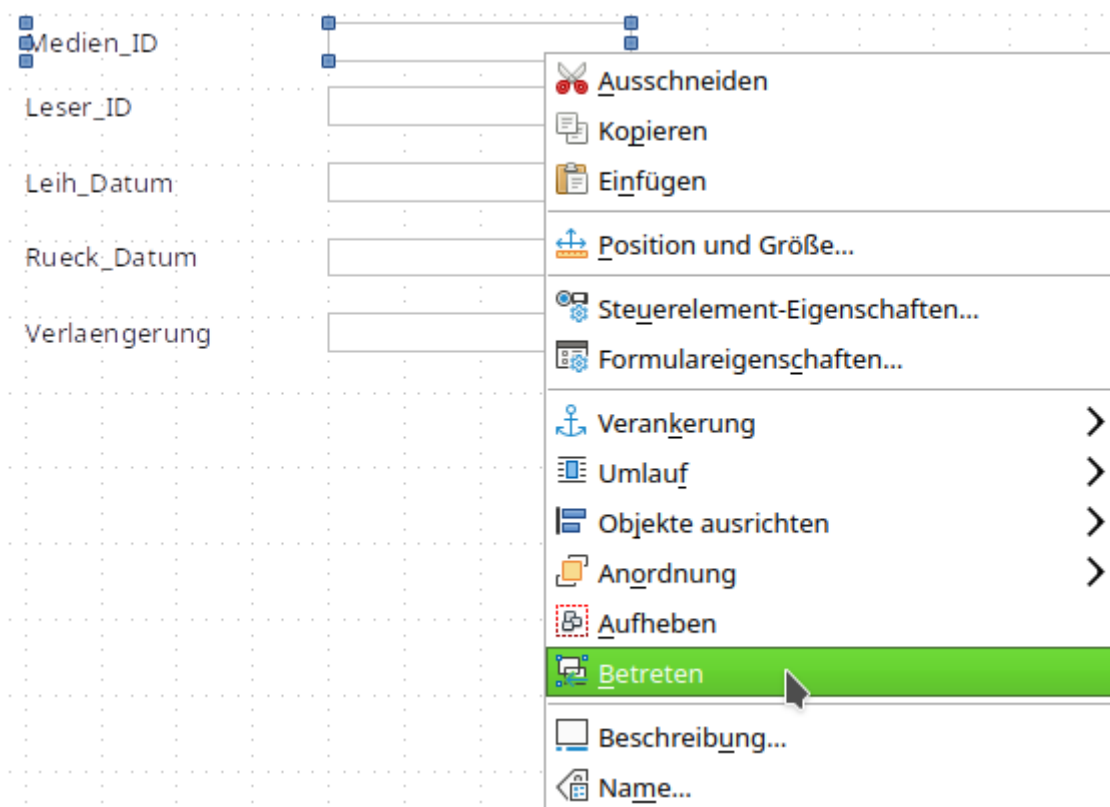 Medien_ID
Leser_ID
Leih_Datum
Rueck_Datum
Verlaengerung
Ausschneiden
Kopieren
Einfügen
Position und Größe...
Steuerelement-Eigenschaften...
Formulareigenschaften...
Verankerung
Umlauf
Objekte ausrichten
Anordnung
Aufheben
Betreten
Beschreibung...
Name...